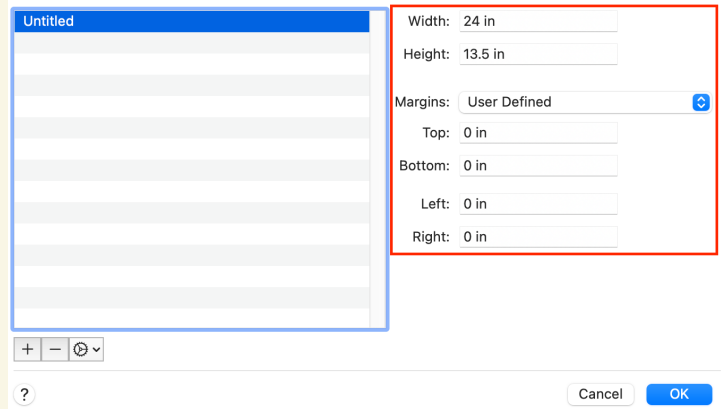 Untitled
Width: 24 in
Height: 13.5 in
Margins: User Defined
Top: 0 in
Bottom: 0 in
Left: 0 in
Right: 0 in
+ −
? Cancel OK